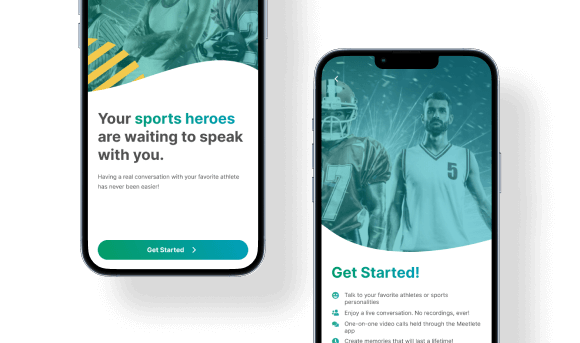 Your sports heroes
are waiting to speak
with you.
Having a real conversation with your favorite athlete
has never been easier!
Get Started
7
5
Get Started!
Talk to your favorite athletes or sports
personalities
Enjoy a live conversation. No recordings, ever!
One-on-one video calls held through the Meetlete
app
Create memories that will last a lifetime!